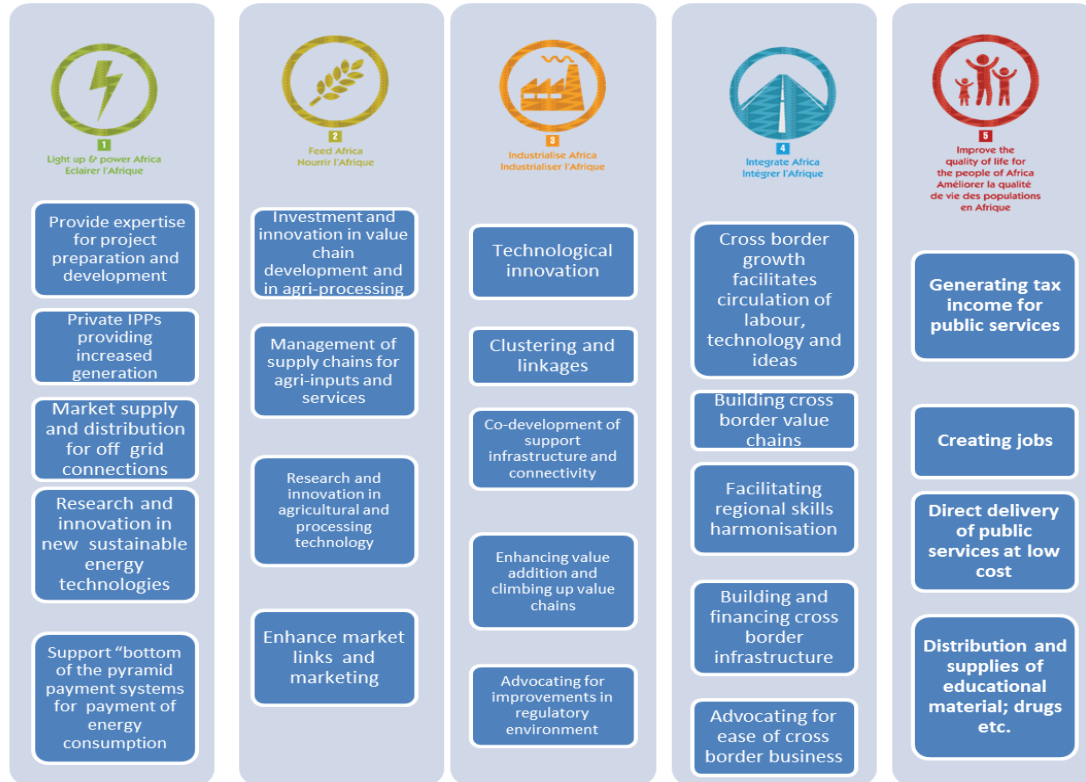 1
Light up & power Africa
Eclairer l'Afrique
Provide expertise
for project
preparation and
development
Private IPPs
providing
increased
generation
Market supply
and distribution
for off grid
connections
Research and
innovation in
new sustainable
energy
technologies
Support “bottom
of the pyramid
payment systems
for payment of
energy
consumption
2
Feed Africa
Nourrir l'Afrique
Investment and
innovation in value
chain
development and
in agri-processing
Management of
supply chains for
agri-inputs and
services
Research and
innovation in
agricultural and
processing
technology
Enhance market
links and
marketing
3
Industrialise Africa
Industrialiser l'Afrique
Technological
innovation
Clustering and
linkages
Co-development of
support
infrastructure and
connectivity
Enhancing value
addition and
climbing up value
chains
Advocating for
improvements in
regulatory
environment
4
Integrate Africa
Intégrer l'Afrique
Cross border
growth
facilitates
circulation of
labour,
technology and
ideas
Building cross
border value
chains
Facilitating
regional skills
harmonisation
Building and
financing cross
border
infrastructure
Advocating for
ease of cross
border business
5
Improve the
quality of life for
the people of Africa
Améliorer la qualité
de vie des populations
en Afrique
Generating tax
income for
public services
Creating jobs
Direct delivery
of public
services at low
cost
Distribution and
supplies of
educational
material; drugs
etc.